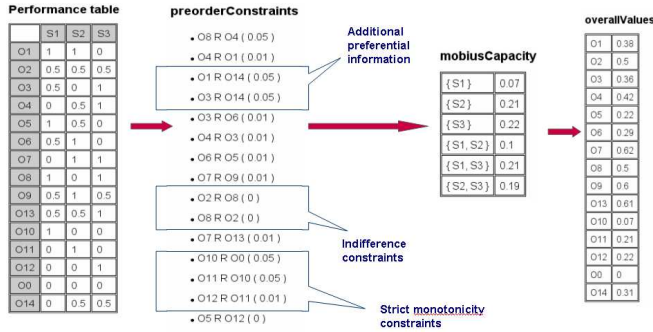 Performance table
S1 S2 S3
O1 1 1 0
O2 0.5 0.5 0.5
O3 0.5 0 1
O4 0 0.5 1
O5 1 0.5 0
O6 0.5 1 0
O7 0 1 1
O8 1 0 1
O9 0.5 1 0.5
O13 0.5 0.5 1
O10 1 0 0
O11 0 1 0
O12 0 0 1
O0 0 0 0
O14 0 0.5 0.5
preorderConstraints
• O8 R O4 ( 0.05 )
• O4 R O1 ( 0.01 )
• O1 R O14 ( 0.05 )
• O3 R O14 ( 0.05 )
• O3 R O6 ( 0.01 )
• O4 R O3 ( 0.01 )
• O6 R O5 ( 0.01 )
• O7 R O9 ( 0.01 )
• O2 R O8 ( 0 )
• O8 R O2 ( 0 )
• O7 R O13 ( 0.01 )
• O10 R O0 ( 0.05 )
• O11 R O10 ( 0.05 )
• O12 R O11 ( 0.01 )
• O5 R O12 ( 0 )
Additional
preferential
information
Indifference
constraints
Strict monotonicity
constraints
mobiusCapacity
{ S1 } 0.07
{ S2 } 0.21
{ S3 } 0.22
{ S1, S2 } 0.1
{ S1, S3 } 0.21
{ S2, S3 } 0.19
overallValues
O1 0.38
O2 0.5
O3 0.36
O4 0.42
O5 0.22
O6 0.29
O7 0.62
O8 0.5
O9 0.6
O13 0.61
O10 0.07
O11 0.21
O12 0.22
O0 0
O14 0.31